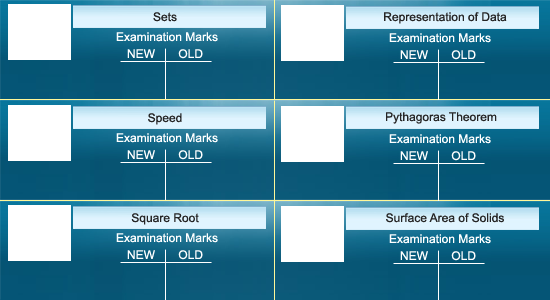 Sets
Examination Marks
NEW OLD
Representation of Data
Examination Marks
NEW OLD
Speed
Examination Marks
NEW OLD
Pythagoras Theorem
Examination Marks
NEW OLD
Square Root
Examination Marks
NEW OLD
Surface Area of Solids
Examination Marks
NEW OLD